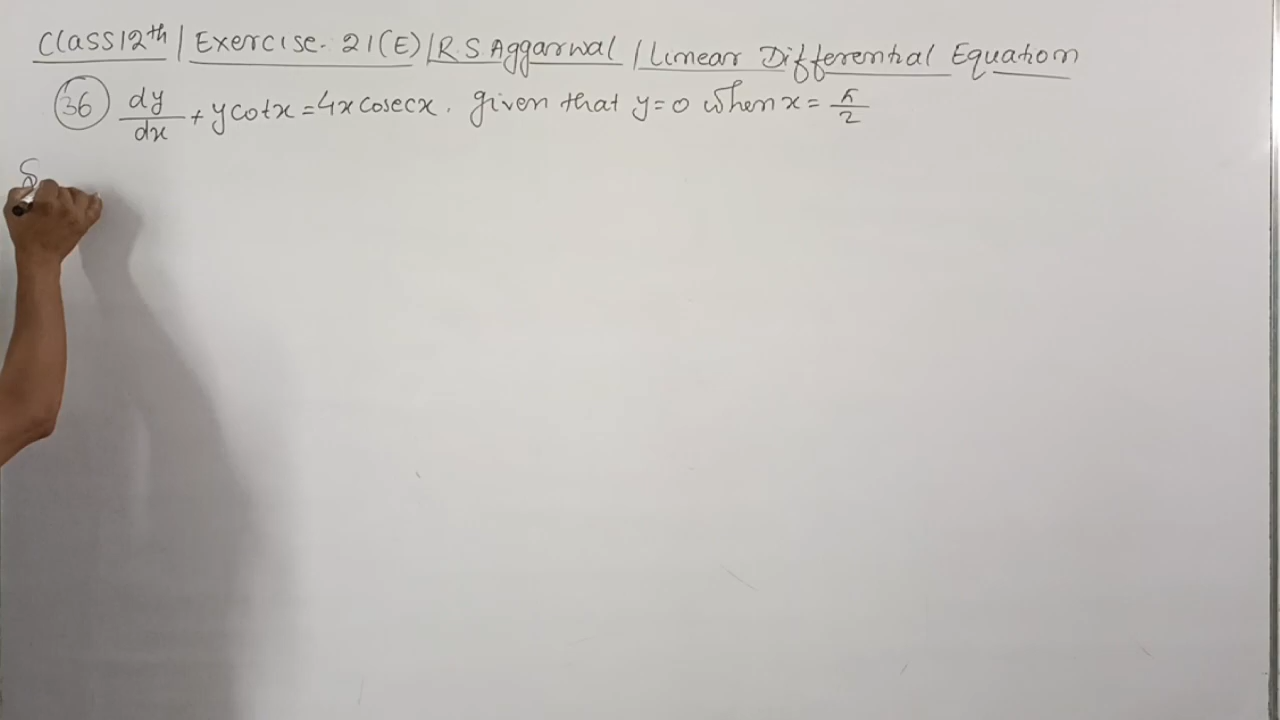 Class 12th / Exercise. 21(E) / R.S. Aggarwal / Linear Differential Equation
36 dy/dx + y cot x = 4x cosec x. given that y = 0 when x = π/2
S